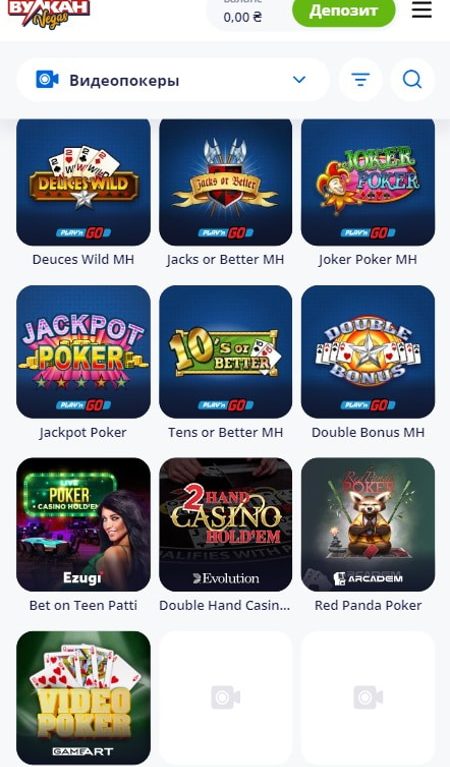 ВУЛКАН
Vegas
Баланс
0,00 ₴
Депозит
Видеопокеры
DEUCES WILD
PLAY'n GO
Jacks or Better
PLAY'n GO
JOKER
POKER
PLAY'n GO
Deuces Wild MH
Jacks or Better MH
Joker Poker MH
JACKPOT
POKER
PLAY'n GO
10's OR
BETTER
PLAY'n GO
DOUBLE
BONUS
PLAY'n GO
Jackpot Poker
Tens or Better MH
Double Bonus MH
LIVE
POKER
CASINO HOLD'EM
Ezugi
2 HAND
CASINO
HOLD'EM
Evolution
Red Panda
POKER
ARCADEM
Bet on Teen Patti
Double Hand Casin...
Red Panda Poker
VIDEO
POKER
GAMEART